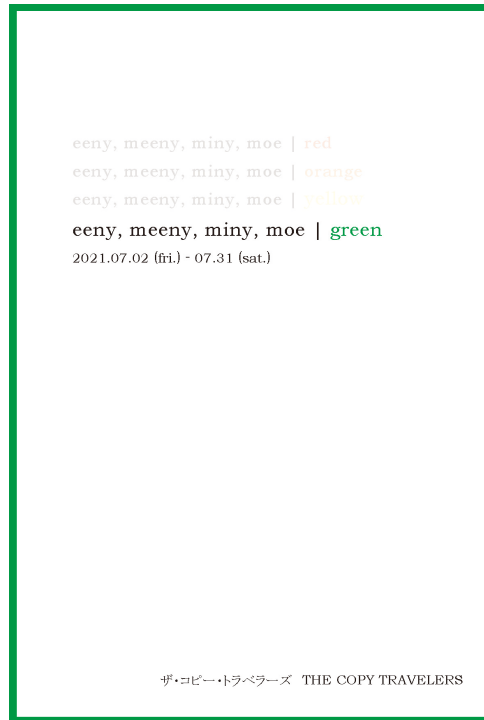 eeny, meeny, miny, moe | red
eeny, meeny, miny, moe | orange
eeny, meeny, miny, moe | yellow
eeny, meeny, miny, moe | green
2021.07.02 (fri.) - 07.31 (sat.)
ザ・コピー・トラベラーズ THE COPY TRAVELERS